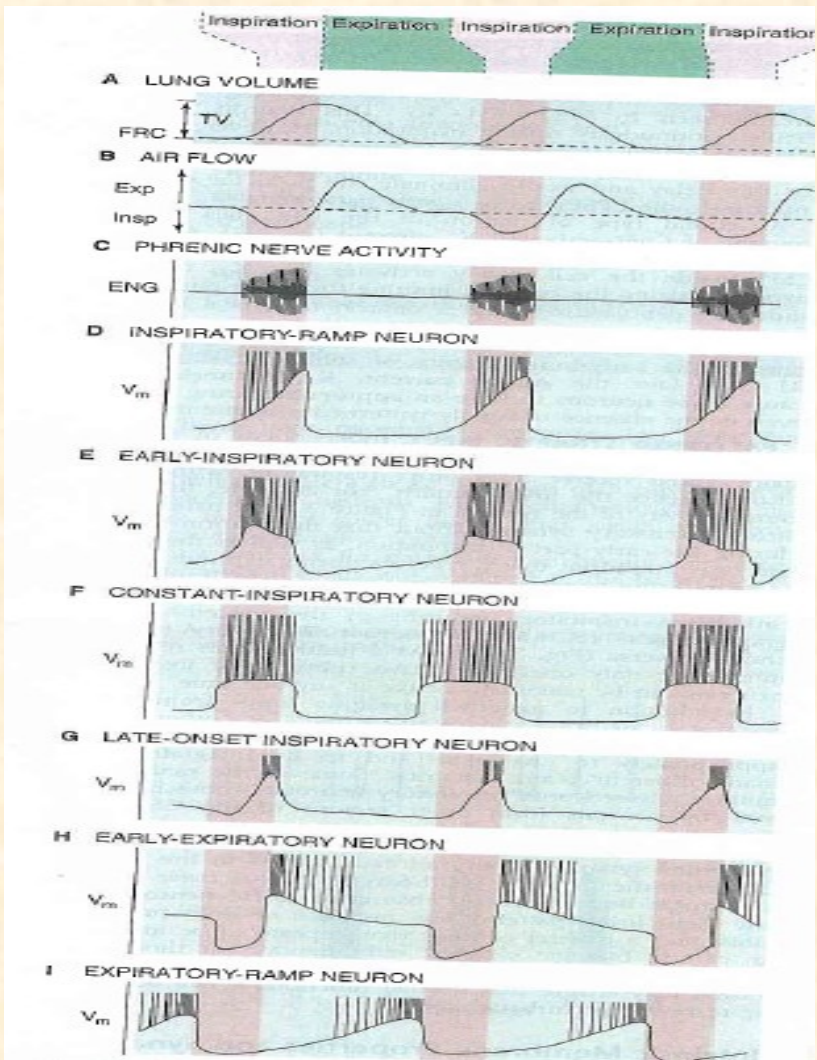 Inspiration Expiration Inspiration Expiration Inspiration
A LUNG VOLUME
TV
FRC
B AIR FLOW
Exp
Insp
C PHRENIC NERVE ACTIVITY
ENG
D INSPIRATORY-RAMP NEURON
Vm
E EARLY-INSPIRATORY NEURON
Vm
F CONSTANT-INSPIRATORY NEURON
Vm
G LATE-ONSET INSPIRATORY NEURON
Vm
H EARLY-EXPIRATORY NEURON
Vm
I EXPIRATORY-RAMP NEURON
Vm